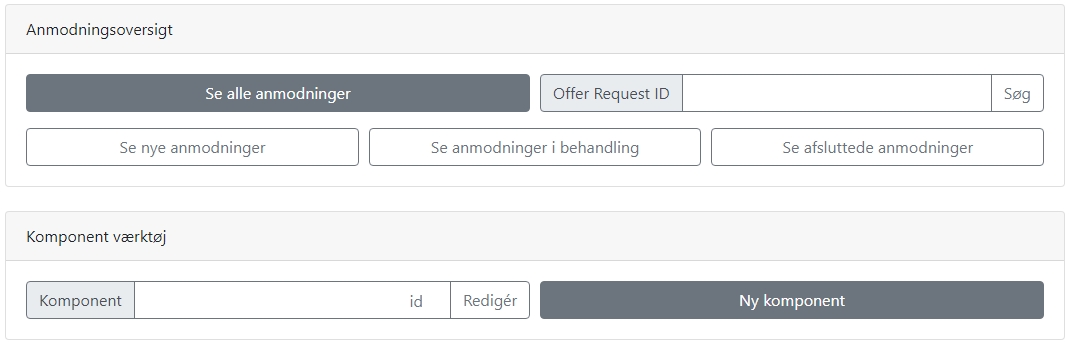 Anmodningsoversigt
Se alle anmodninger Offer Request ID Søg
Se nye anmodninger Se anmodninger i behandling Se afsluttede anmodninger
Komponent værktøj
Komponent id Redigér Ny komponent